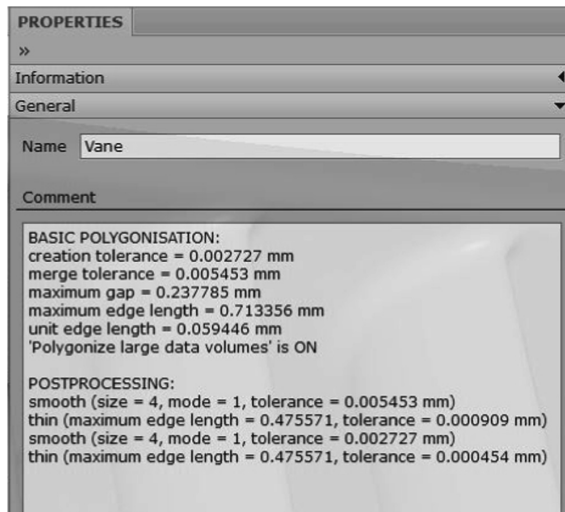 PROPERTIES
»
Information
General
Name Vane
Comment
BASIC POLYGONISATION:
creation tolerance = 0.002727 mm
merge tolerance = 0.005453 mm
maximum gap = 0.237785 mm
maximum edge length = 0.713356 mm
unit edge length = 0.059446 mm
'Polygonize large data volumes' is ON
POSTPROCESSING:
smooth (size = 4, mode = 1, tolerance = 0.005453 mm)
thin (maximum edge length = 0.475571, tolerance = 0.000909 mm)
smooth (size = 4, mode = 1, tolerance = 0.002727 mm)
thin (maximum edge length = 0.475571, tolerance = 0.000454 mm)